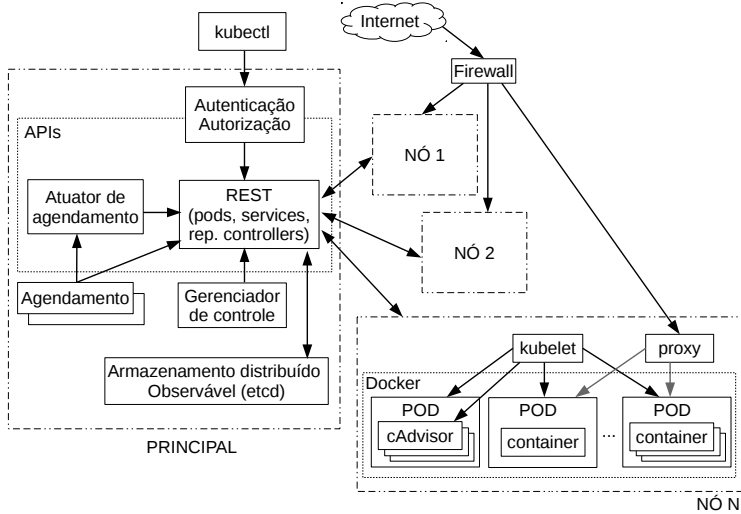 kubectl
Internet
Firewall
Autenticação
Autorização
APIs
NÓ 1
Atuator de
agendamento
REST
(pods, services,
rep. controllers)
NÓ 2
Agendamento
Gerenciador
de controle
Armazenamento distribuído
Observável (etcd)
PRINCIPAL
kubelet
proxy
Docker
POD
cAdvisor
POD
container
...
POD
container
NÓ N